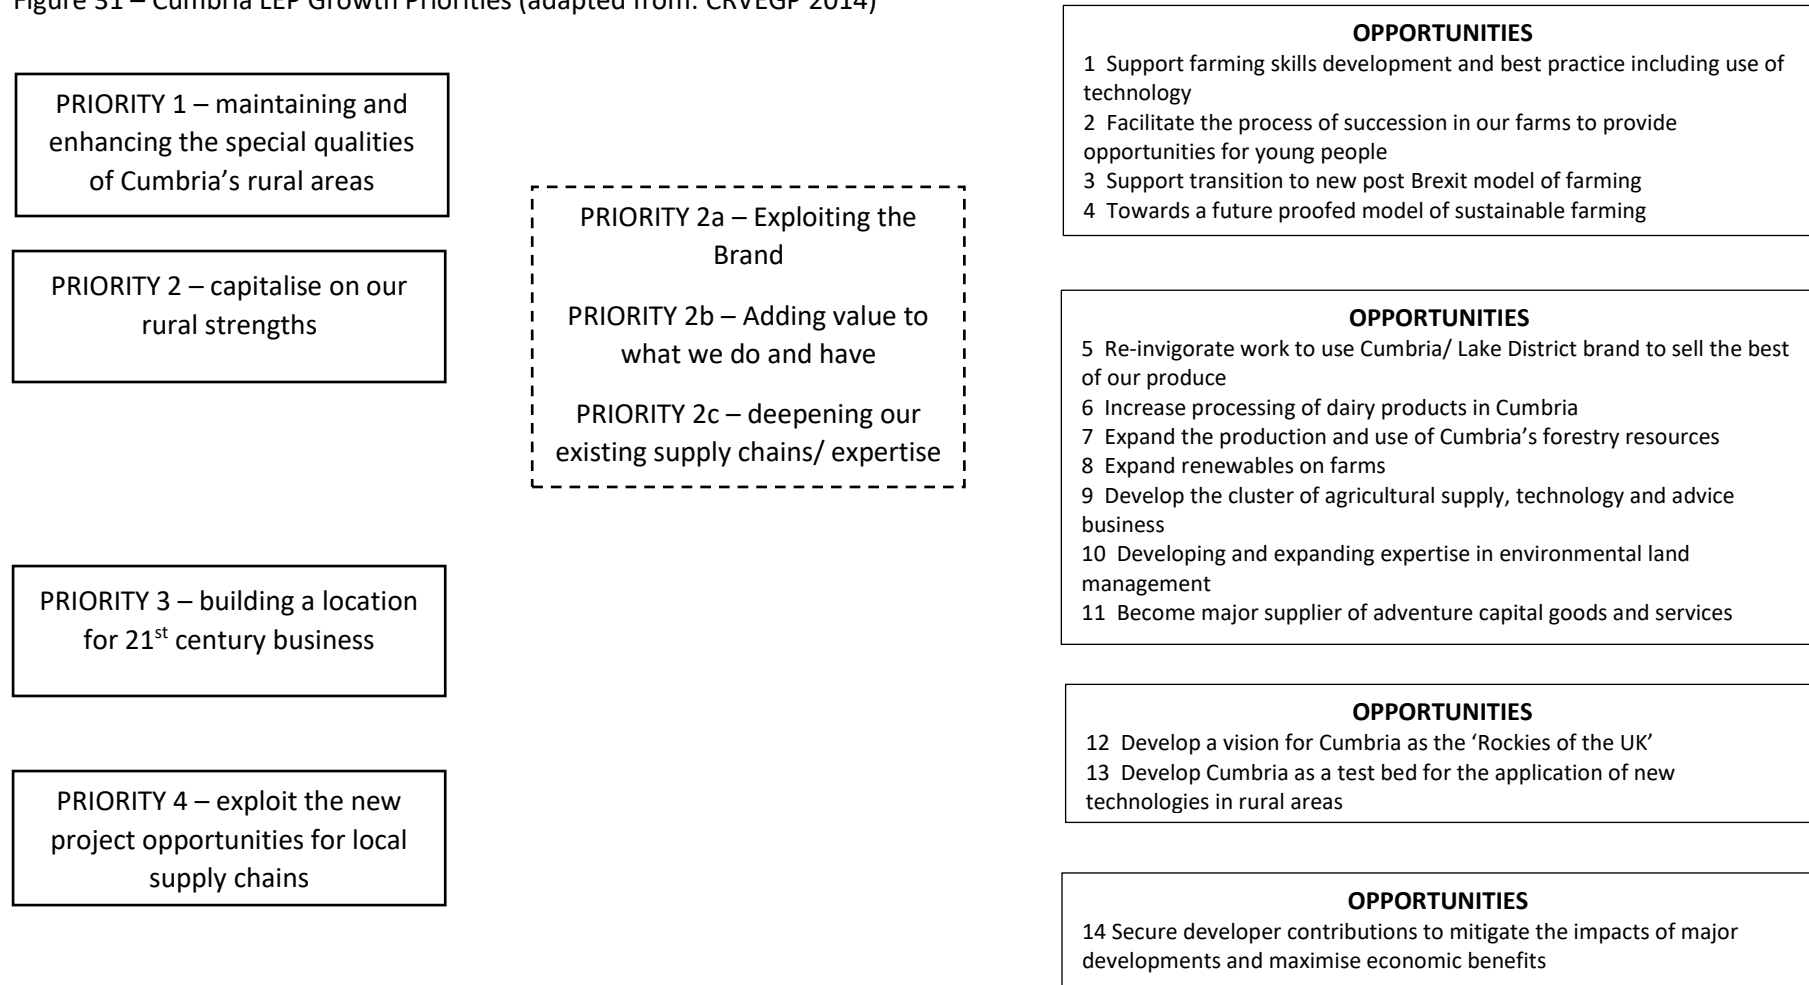 Figure S1 – Cumbria LEP Growth Priorities (adapted from: CRVEGP 2014)
PRIORITY 1 – maintaining and
enhancing the special qualities
of Cumbria’s rural areas
PRIORITY 2 – capitalise on our
rural strengths
PRIORITY 3 – building a location
for 21st century business
PRIORITY 4 – exploit the new
project opportunities for local
supply chains
PRIORITY 2a – Exploiting the
Brand
PRIORITY 2b – Adding value to
what we do and have
PRIORITY 2c – deepening our
existing supply chains/ expertise
OPPORTUNITIES
1 Support farming skills development and best practice including use of
technology
2 Facilitate the process of succession in our farms to provide
opportunities for young people
3 Support transition to new post Brexit model of farming
4 Towards a future proofed model of sustainable farming
OPPORTUNITIES
5 Re-invigorate work to use Cumbria/ Lake District brand to sell the best
of our produce
6 Increase processing of dairy products in Cumbria
7 Expand the production and use of Cumbria’s forestry resources
8 Expand renewables on farms
9 Develop the cluster of agricultural supply, technology and advice
business
10 Developing and expanding expertise in environmental land
management
11 Become major supplier of adventure capital goods and services
OPPORTUNITIES
12 Develop a vision for Cumbria as the ‘Rockies of the UK’
13 Develop Cumbria as a test bed for the application of new
technologies in rural areas
OPPORTUNITIES
14 Secure developer contributions to mitigate the impacts of major
developments and maximise economic benefits